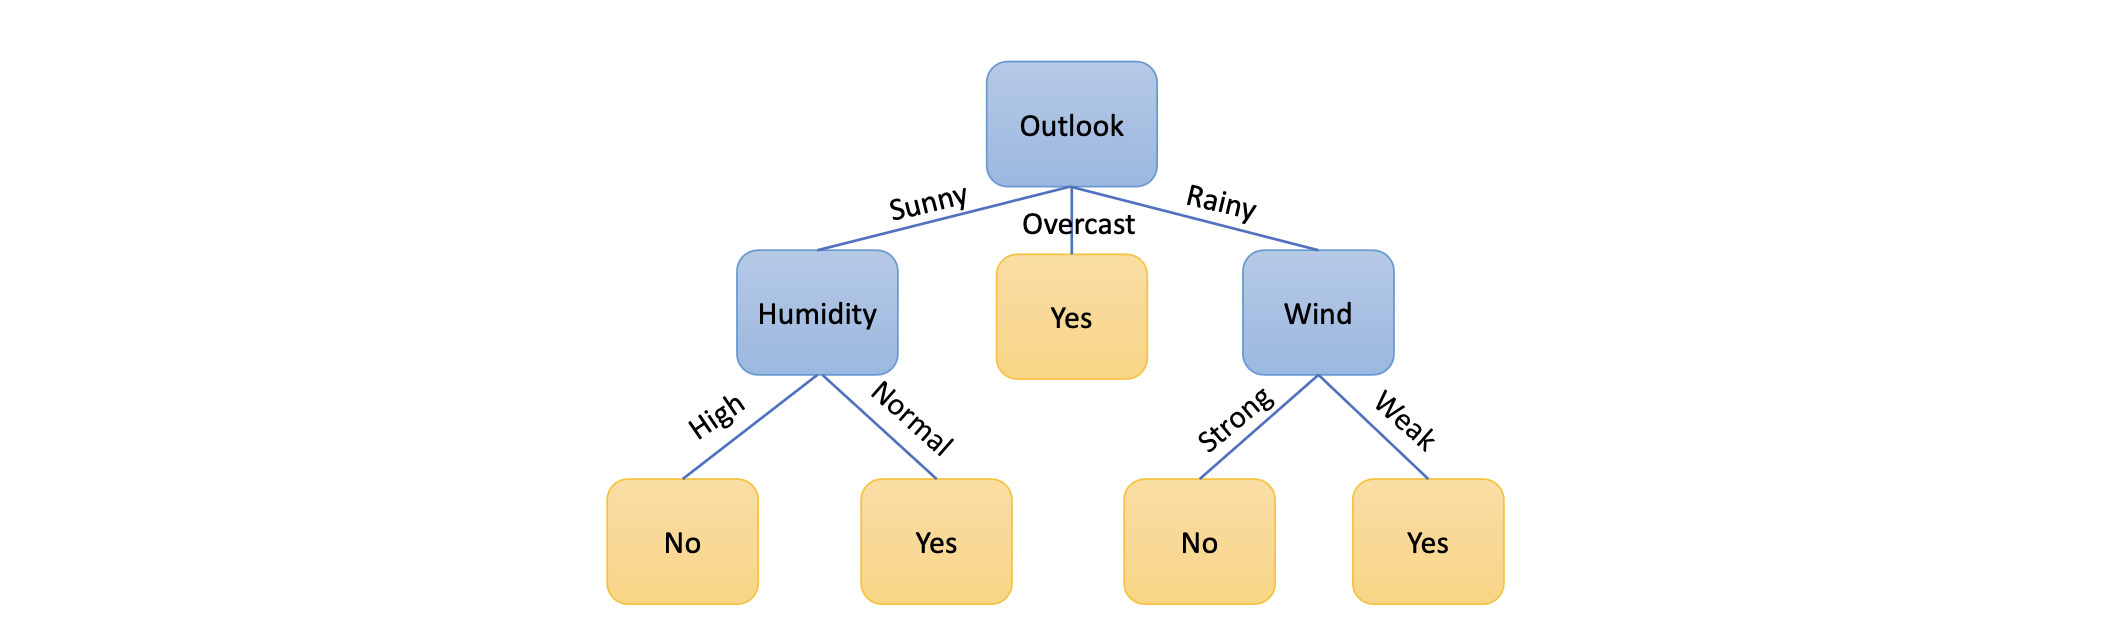 Outlook
Sunny
Overcast
Rainy
Humidity
Yes
Wind
High
Normal
Strong
Weak
No
Yes
No
Yes